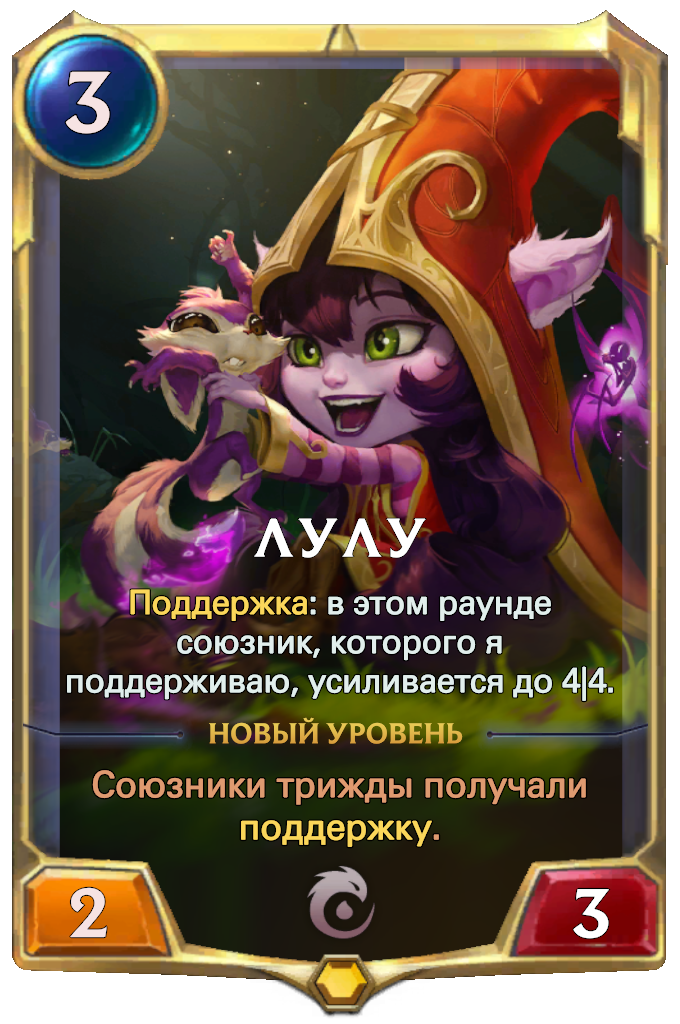 3
ЛУЛУ
Поддержка: в этом раунде
союзник, которого я
поддерживаю, усиливается до 4|4.
НОВЫЙ УРОВЕНЬ
Союзники трижды получали
поддержку.
2
3